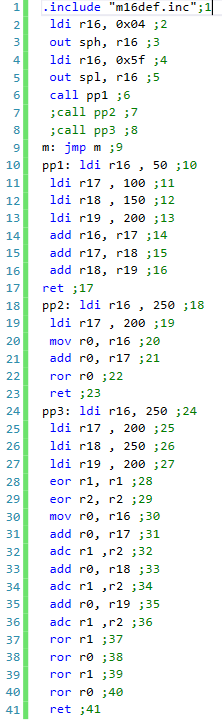 1 .include "m16def.inc";1
2 ldi r16, 0x04 ;2
3 out sph, r16 ;3
4 ldi r16, 0x5f ;4
5 out spl, r16 ;5
6 call pp1 ;6
7 ;call pp2 ;7
8 ;call pp3 ;8
9 m: jmp m ;9
10 pp1: ldi r16 , 50 ;10
11 ldi r17 , 100 ;11
12 ldi r18 , 150 ;12
13 ldi r19 , 200 ;13
14 add r16, r17 ;14
15 add r17, r18 ;15
16 add r18, r19 ;16
17 ret ;17
18 pp2: ldi r16 , 250 ;18
19 ldi r17 , 200 ;19
20 mov r0, r16 ;20
21 add r0, r17 ;21
22 ror r0 ;22
23 ret ;23
24 pp3: ldi r16, 250 ;24
25 ldi r17 , 200 ;25
26 ldi r18 , 250 ;26
27 ldi r19 , 200 ;27
28 eor r1, r1 ;28
29 eor r2, r2 ;29
30 mov r0, r16 ;30
31 add r0, r17 ;31
32 adc r1 ,r2 ;32
33 add r0, r18 ;33
34 adc r1 ,r2 ;34
35 add r0, r19 ;35
36 adc r1 ,r2 ;36
37 ror r1 ;37
38 ror r0 ;38
39 ror r1 ;39
40 ror r0 ;40
41 ret ;41